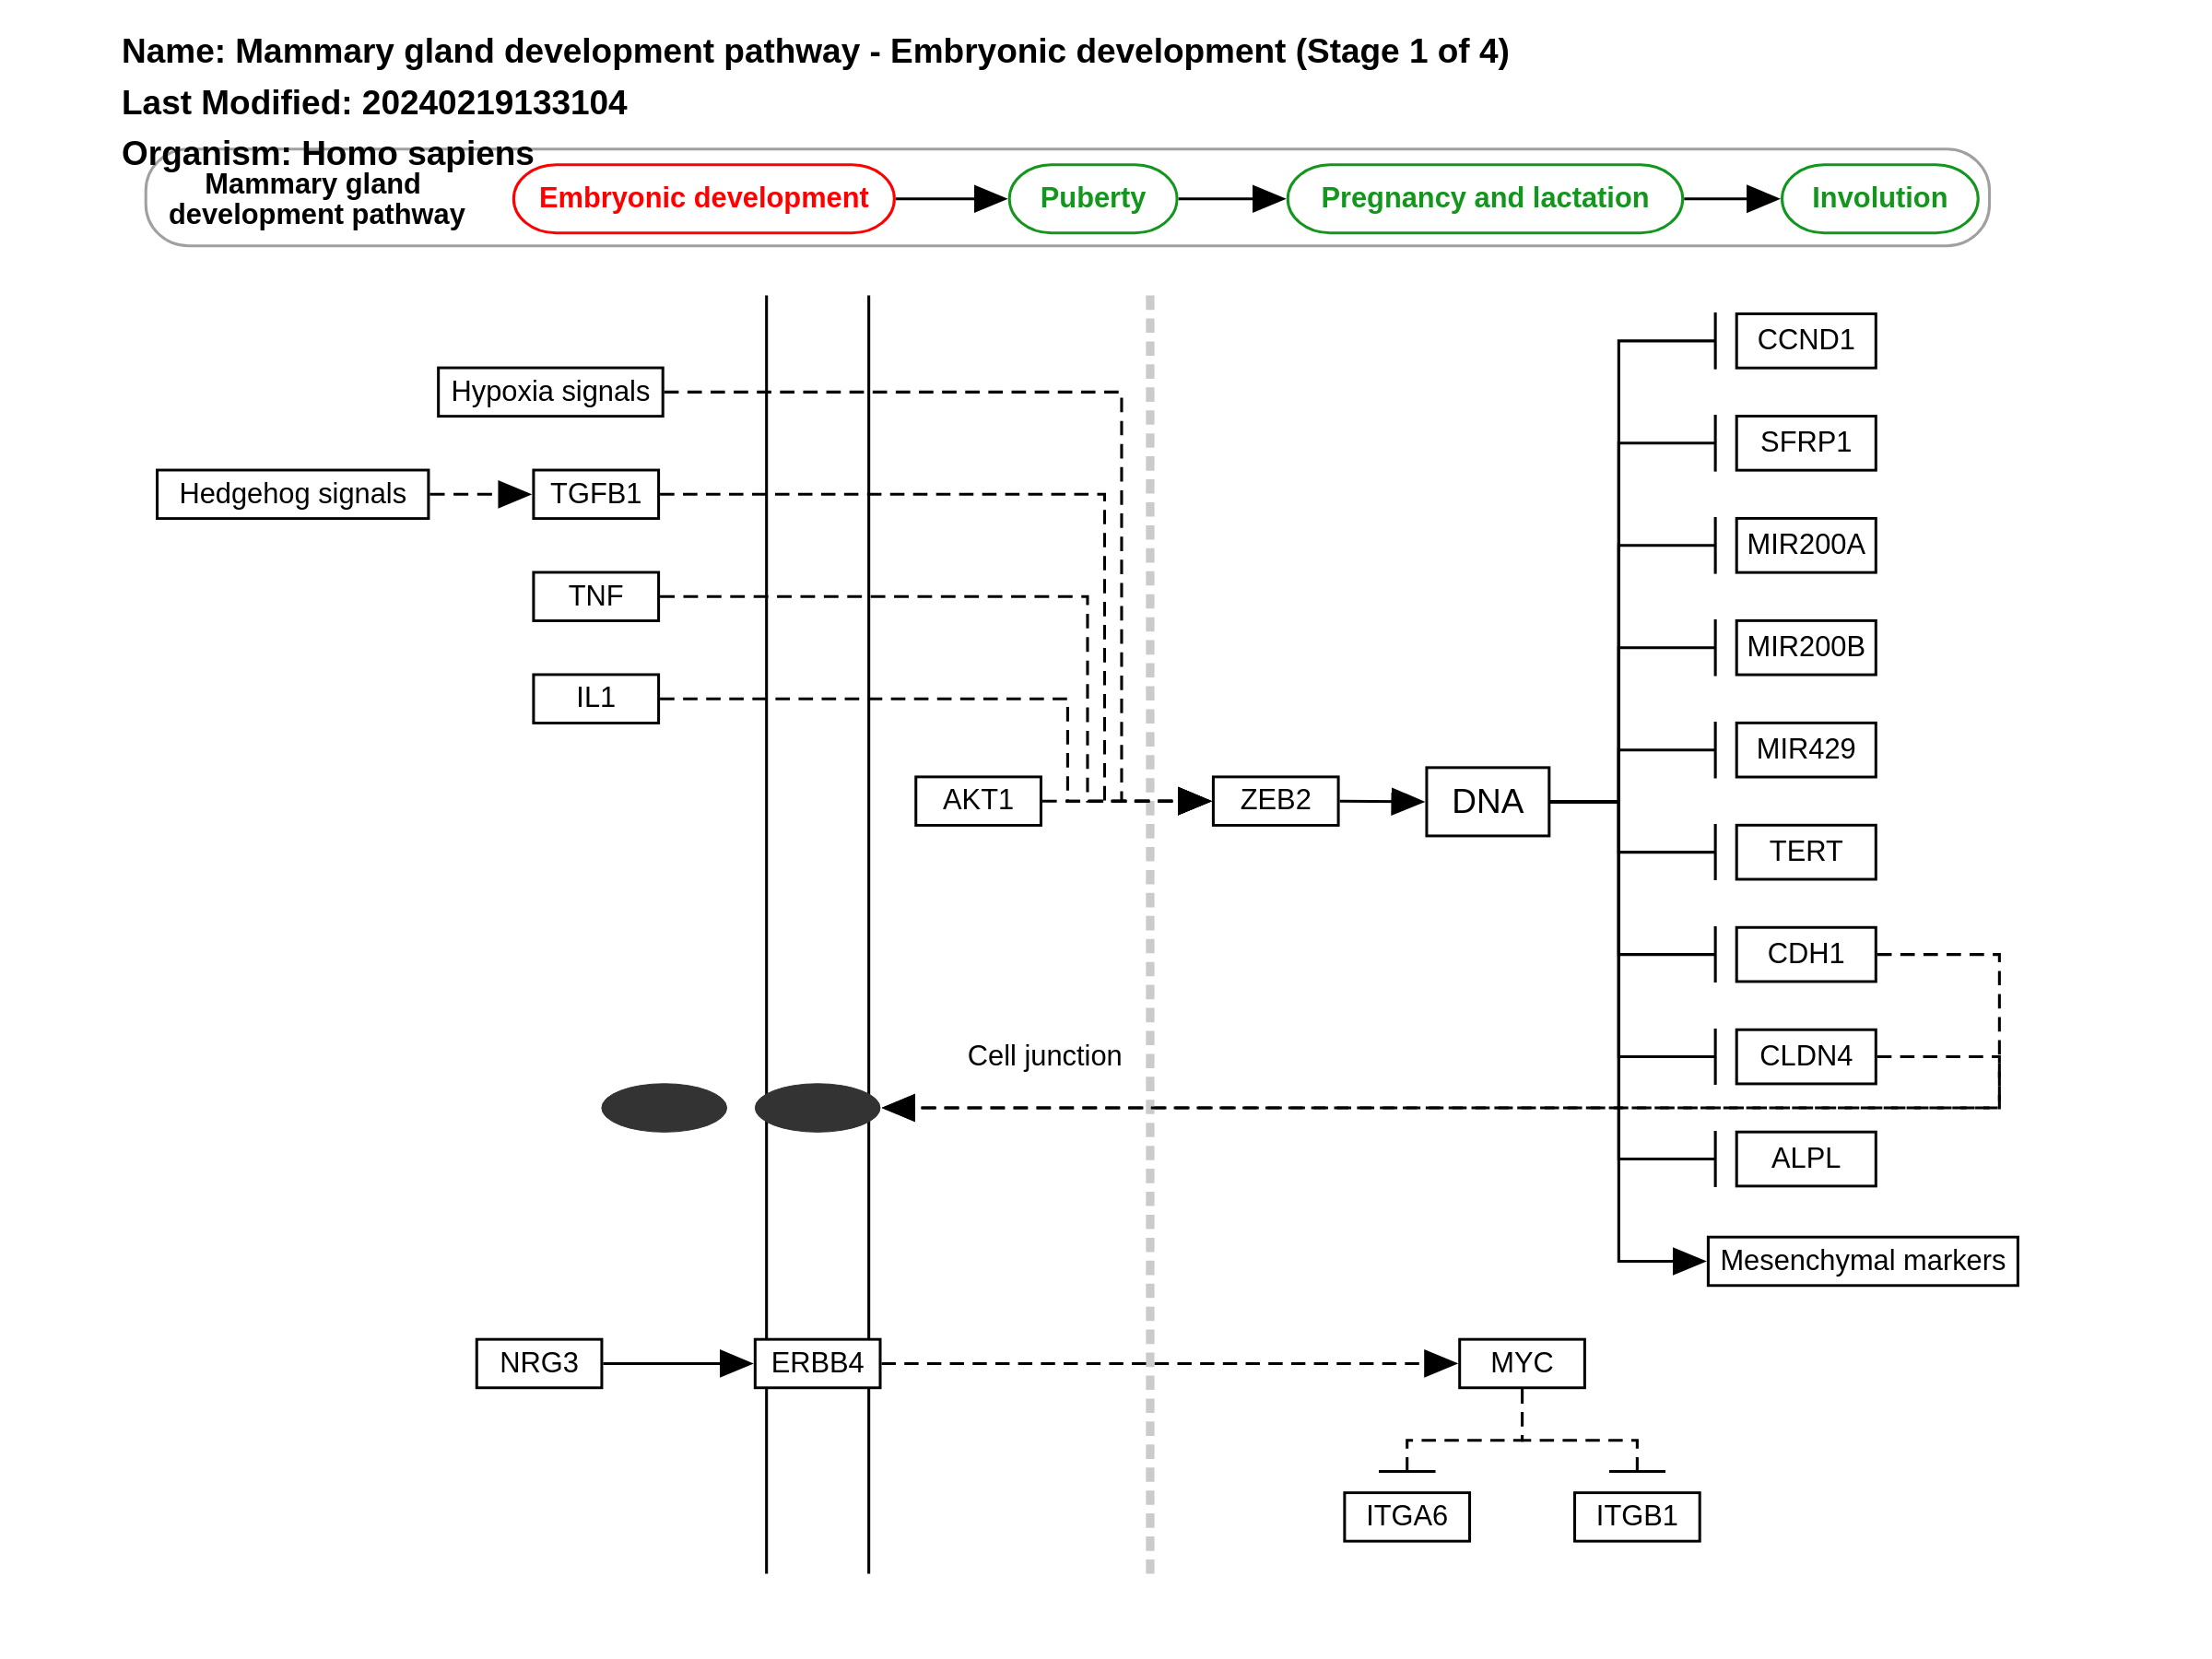 Name: Mammary gland development pathway - Embryonic development (Stage 1 of 4)
Last Modified: 20240219133104
Organism: Homo sapiens
Mammary gland
development pathway
Embryonic development
Puberty
Pregnancy and lactation
Involution
CCND1
Hypoxia signals
SFRP1
Hedgehog signals
TGFB1
MIR200A
TNF
MIR200B
IL1
MIR429
AKT1
ZEB2
DNA
TERT
CDH1
Cell junction
CLDN4
ALPL
Mesenchymal markers
NRG3
ERBB4
MYC
ITGA6
ITGB1